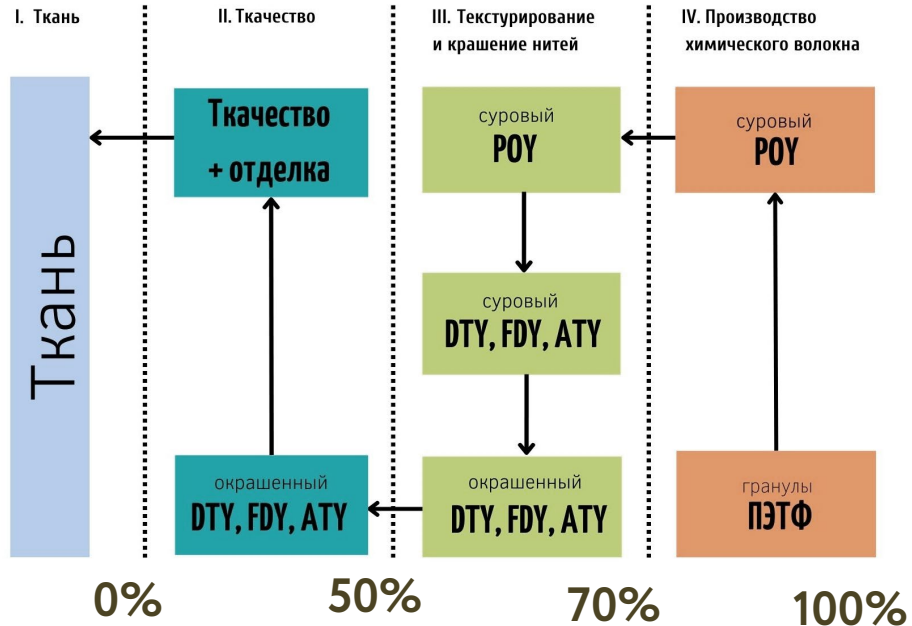 I. Ткань
II. Ткачество
III. Текстурирование
и крашение нитей
IV. Производство
химического волокна
Ткань
Ткачество
+ отделка
окрашенный
DTY, FDY, ATY
суровый
POY
суровый
DTY, FDY, ATY
окрашенный
DTY, FDY, ATY
суровый
POY
гранулы
ПЭТФ
0%
50%
70%
100%